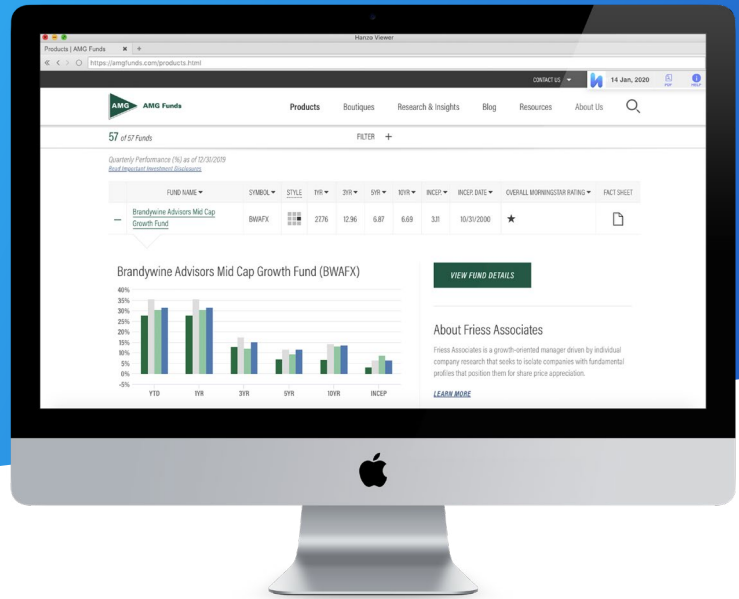 Hanzo Viewer
Products | AMG Funds × +
https://amgfunds.com/products.html
CONTACT US 14 Jan, 2020 PDF HELP
AMG AMG Funds Products Boutiques Research & Insights Blog Resources About Us
57 of 57 Funds FILTER +
Quarterly Performance (%) as of 12/31/2019
Read Important Investment Disclosures
FUND NAME SYMBOL STYLE 1YR 3YR 5YR 10YR INCEP. INCEP. DATE OVERALL MORNINGSTAR RATING FACT SHEET
Brandywine Advisors Mid Cap
Growth Fund
BWAFX 27.76 12.96 6.87 6.69 3.11 10/31/2000 ★
Brandywine Advisors Mid Cap Growth Fund (BWAFX)
40%
35%
30%
25%
20%
15%
10%
5%
0%
-5%
YTD 1YR 3YR 5YR 10YR INCEP
VIEW FUND DETAILS
About Friess Associates
Friess Associates is a growth-oriented manager driven by individual
company research that seeks to isolate companies with fundamental
profiles that position them for share price appreciation.
LEARN MORE